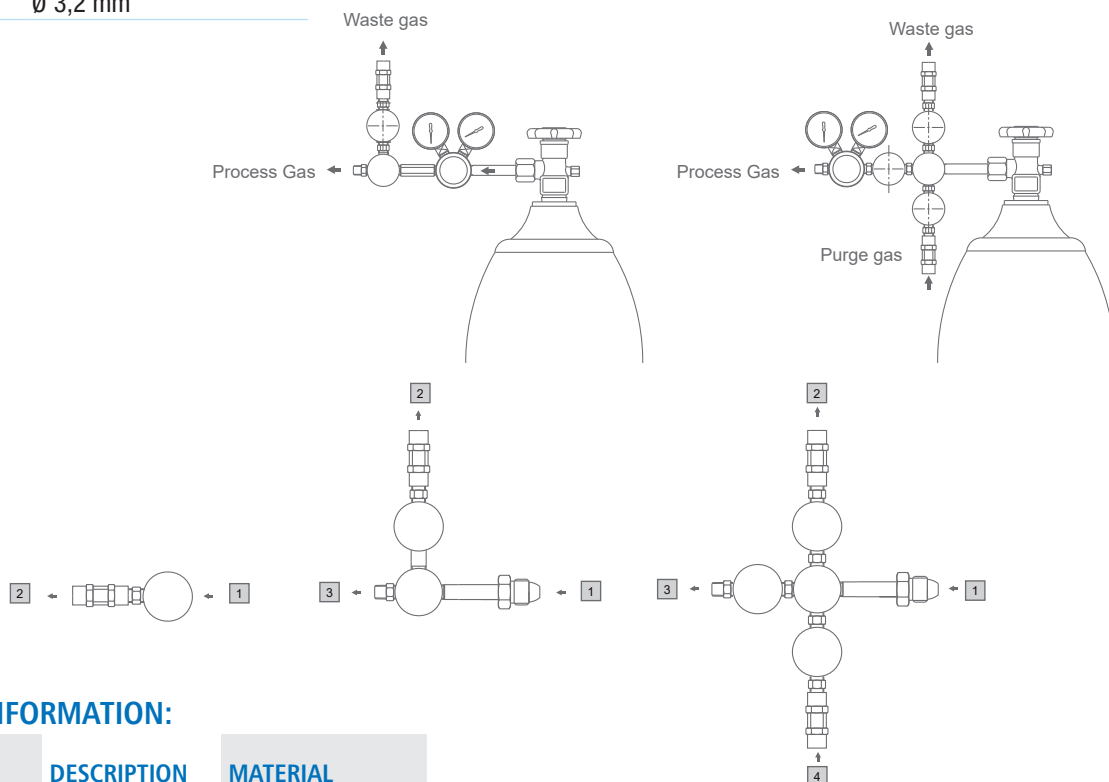 Ø 3,2 mm
Waste gas
Process Gas
Waste gas
Process Gas
Purge gas
2
1
2
3
1
2
3
1
4
NFORMATION:
DESCRIPTION
MATERIAL